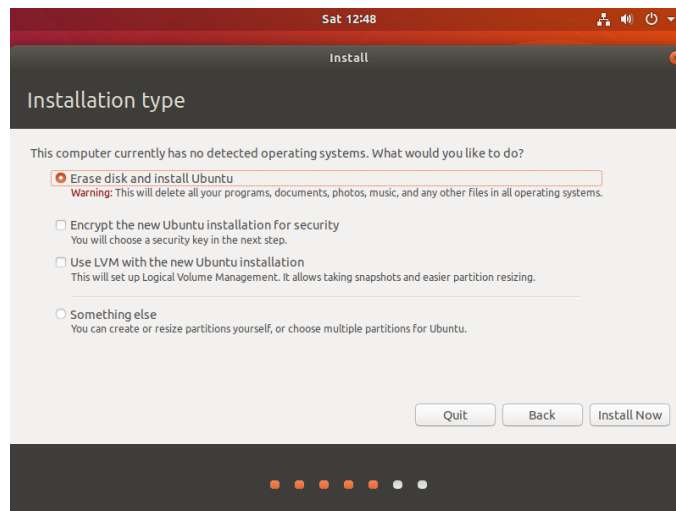 Sat 12:48
Install
Installation type
This computer currently has no detected operating systems. What would you like to do?
Erase disk and install Ubuntu
Warning: This will delete all your programs, documents, photos, music, and any other files in all operating systems.
Encrypt the new Ubuntu installation for security
You will choose a security key in the next step.
Use LVM with the new Ubuntu installation
This will set up Logical Volume Management. It allows taking snapshots and easier partition resizing.
Something else
You can create or resize partitions yourself, or choose multiple partitions for Ubuntu.
Quit Back Install Now